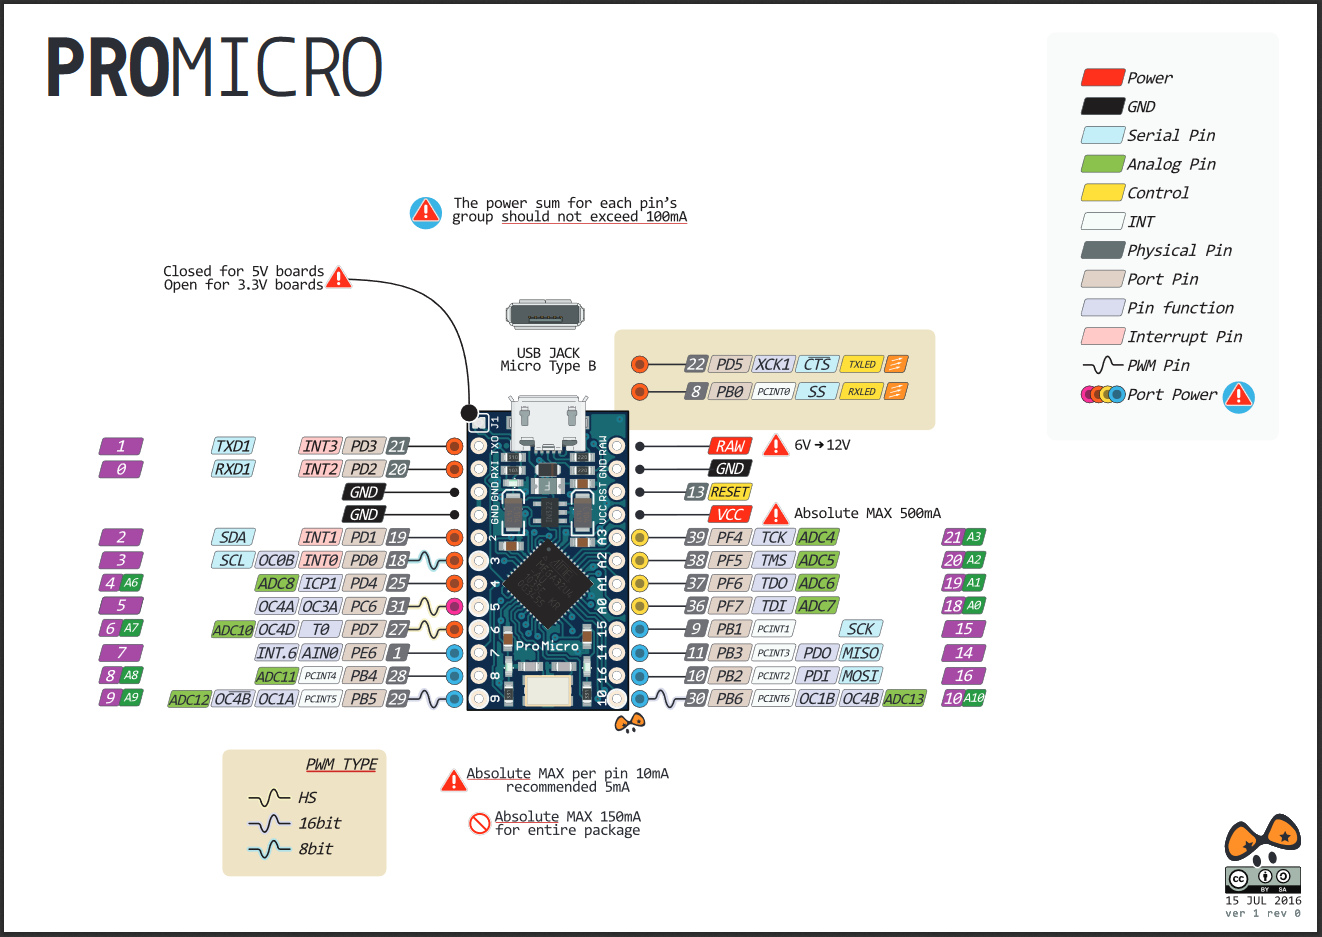 PROMICRO
Power
GND
Serial Pin
Analog Pin
Control
INT
Physical Pin
Port Pin
Pin function
Interrupt Pin
PWM Pin
Port Power
The power sum for each pin's
group should not exceed 100mA
Closed for 5V boards
Open for 3.3V boards
USB JACK
Micro Type B
22 PD5 XCK1 CTS TXLED
8 PB0 PCINT0 SS RXLED
J1
1 TXD1 INT3 PD3 21 TXO
0 RXD1 INT2 PD2 20 RXI
GND GND
GND GND
2 SDA INT1 PD1 19 2
3 SCL OC0B INT0 PD0 18 3
4 A6 ADC8 ICP1 PD4 25 4
5 OC4A OC3A PC6 31 5
6 A7 ADC10 OC4D T0 PD7 27 6
7 INT.6 AIN0 PE6 1 7
8 A8 ADC11 PCINT4 PB4 28 8
9 A9 ADC12 OC4B OC1A PCINT5 PB5 29 9
ProMicro
RAW RAW 6V→12V
GND GND
RST 13 RESET
VCC VCC Absolute MAX 500mA
A3 39 PF4 TCK ADC4 21 A3
A2 38 PF5 TMS ADC5 20 A2
A1 37 PF6 TDO ADC6 19 A1
A0 36 PF7 TDI ADC7 18 A0
15 9 PB1 PCINT1 SCK 15
14 11 PB3 PCINT3 PDO MISO 14
16 10 PB2 PCINT2 PDI MOSI 16
10 30 PB6 PCINT6 OC1B OC4B ADC13 10 A10
PWM TYPE
HS
16bit
8bit
Absolute MAX per pin 10mA
recommended 5mA
Absolute MAX 150mA
for entire package
cc
BY SA
15 JUL 2016
ver 1 rev 0